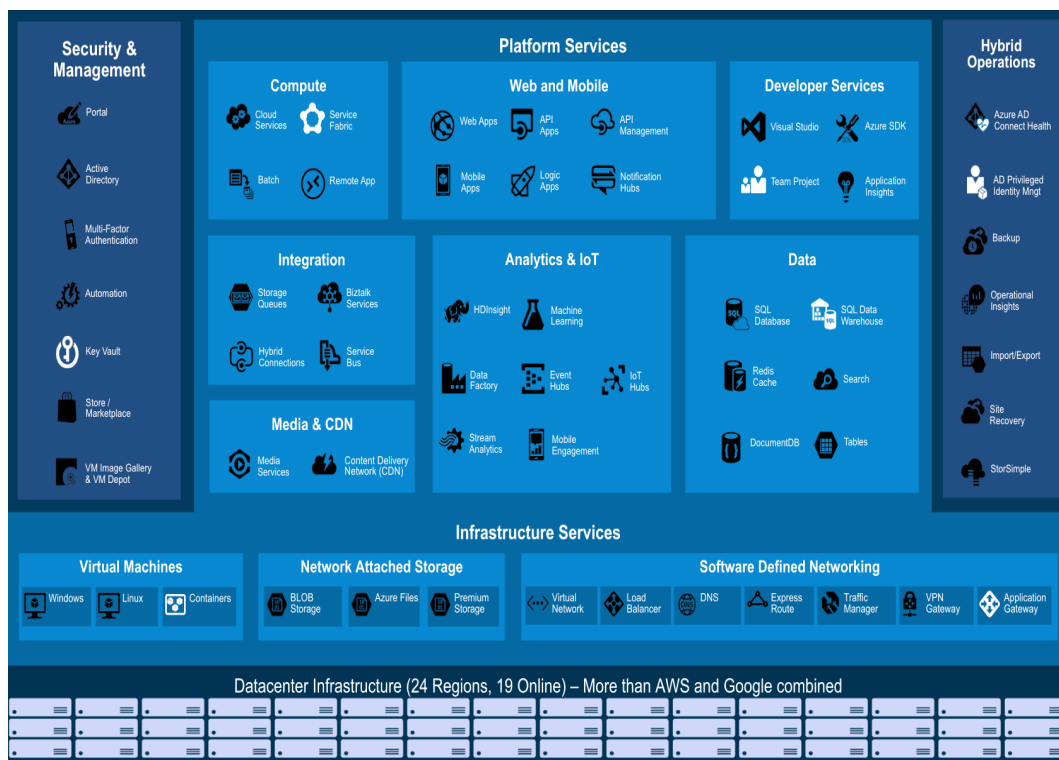 Security &
Management
Portal
Active
Directory
Multi-Factor
Authentication
Automation
Key Vault
Store /
Marketplace
VM Image Gallery
& VM Depot
Platform Services
Compute
Cloud
Services
Service
Fabric
Batch
Remote App
Web and Mobile
Web Apps
API
Apps
API
Management
Mobile
Apps
Logic
Apps
Notification
Hubs
Developer Services
Visual Studio
Azure SDK
Team Project
Application
Insights
Integration
Storage
Queues
Biztalk
Services
Hybrid
Connections
Service
Bus
Analytics & IoT
HDInsight
Machine
Learning
Data
Factory
Event
Hubs
IoT
Hubs
Stream
Analytics
Mobile
Engagement
Data
SQL
SQL
Database
SQL
SQL Data
Warehouse
Redis
Cache
Search
DocumentDB
Tables
Media & CDN
Media
Services
Content Delivery
Network (CDN)
Hybrid
Operations
Azure AD
Connect Health
AD Privileged
Identity Mngt
Backup
Operational
Insights
Import/Export
Site
Recovery
StorSimple
Infrastructure Services
Virtual Machines
Windows
Linux
Containers
Network Attached Storage
BLOB
Storage
Azure Files
Premium
Storage
Software Defined Networking
Virtual
Network
Load
Balancer
DNS
DNS
Express
Route
Traffic
Manager
VPN
Gateway
Application
Gateway
Datacenter Infrastructure (24 Regions, 19 Online) – More than AWS and Google combined